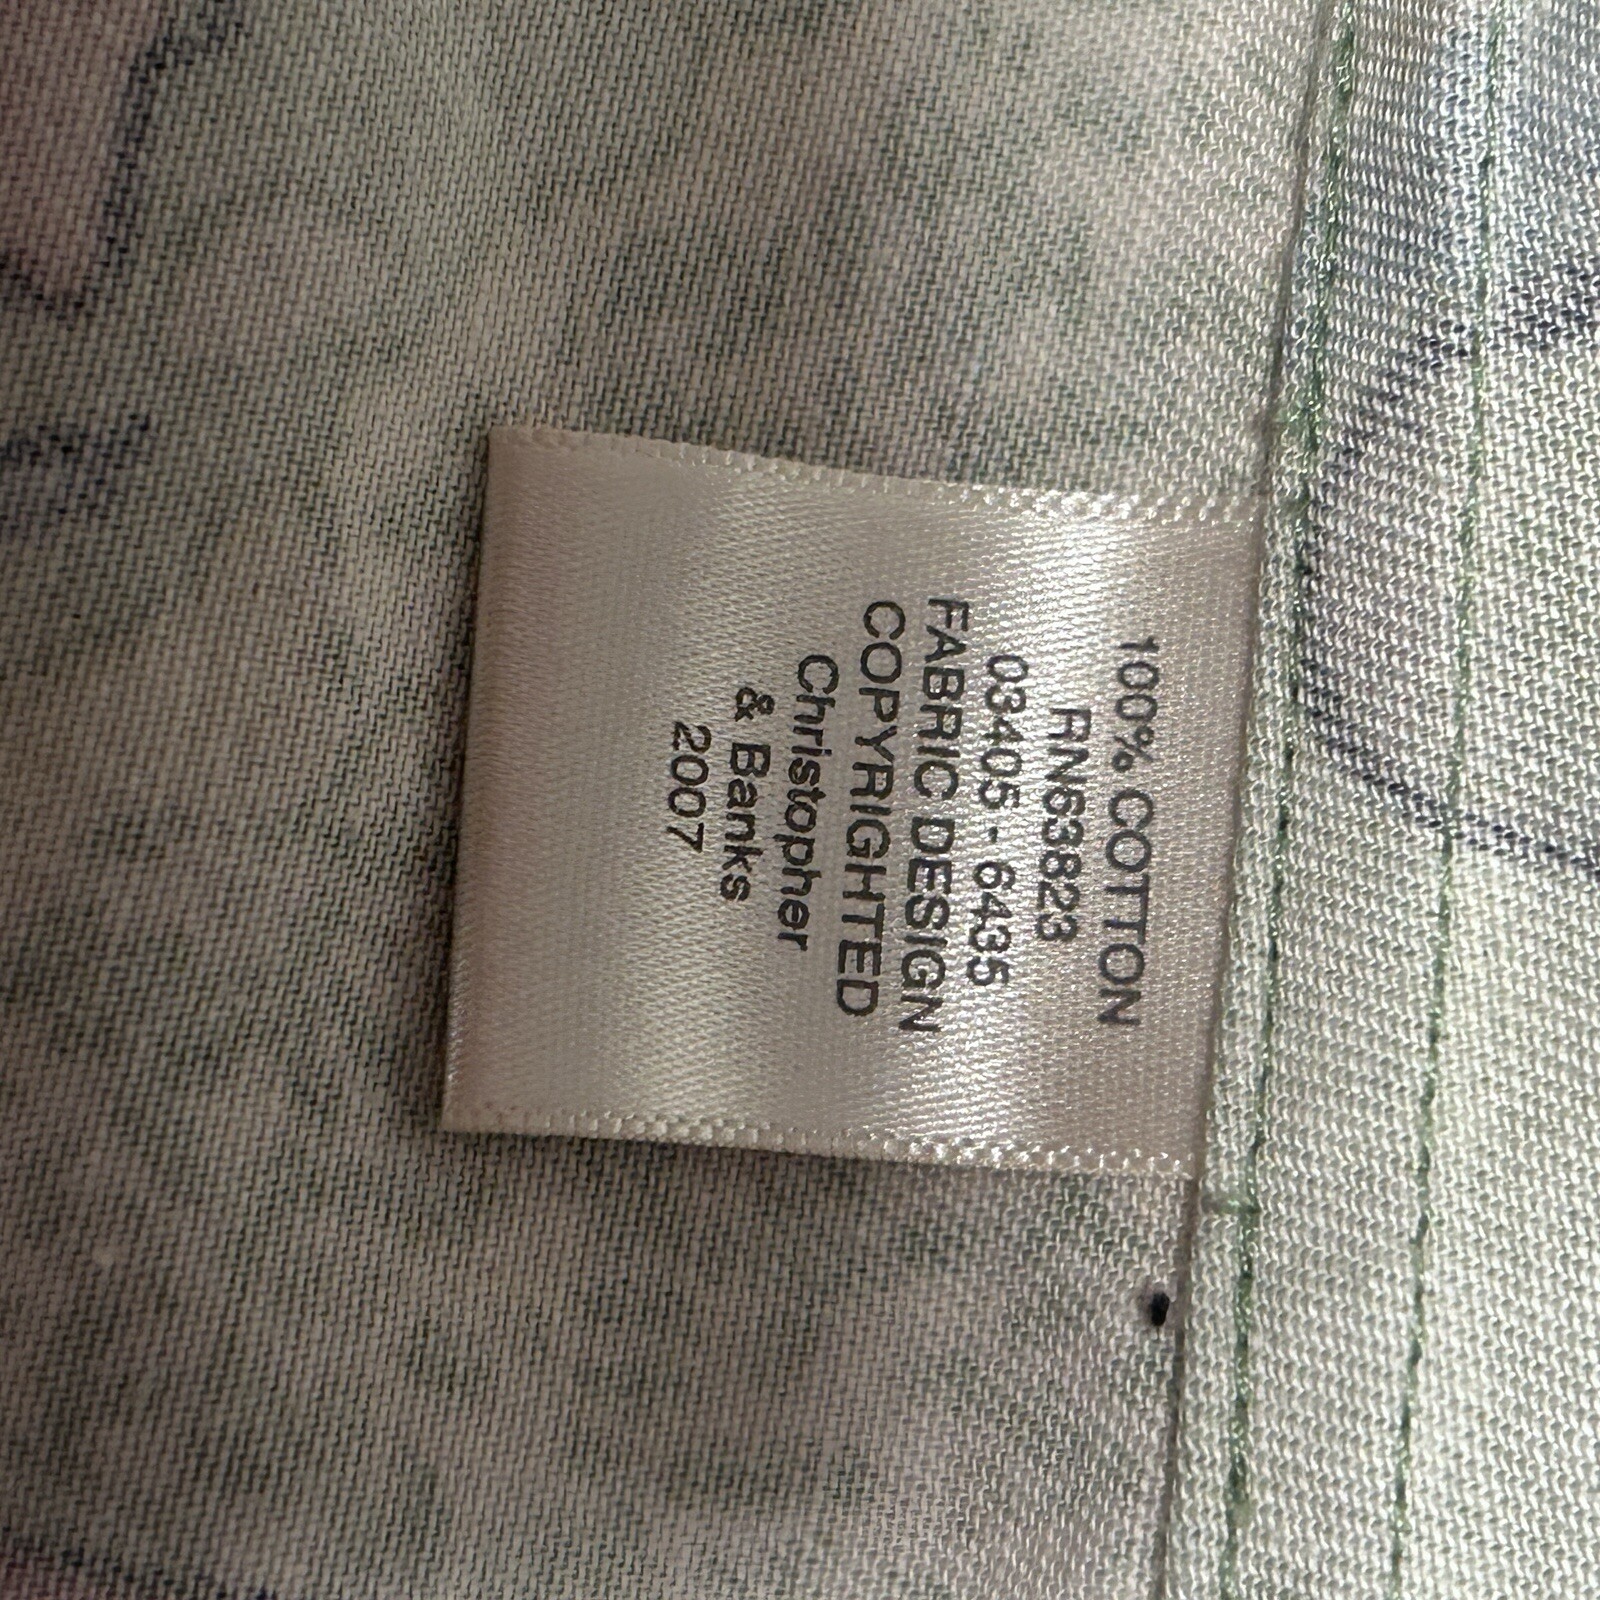 100% COTTON
RN63823
03405 - 6435
FABRIC DESIGN
COPYRIGHTED
Christopher
& Banks
2007